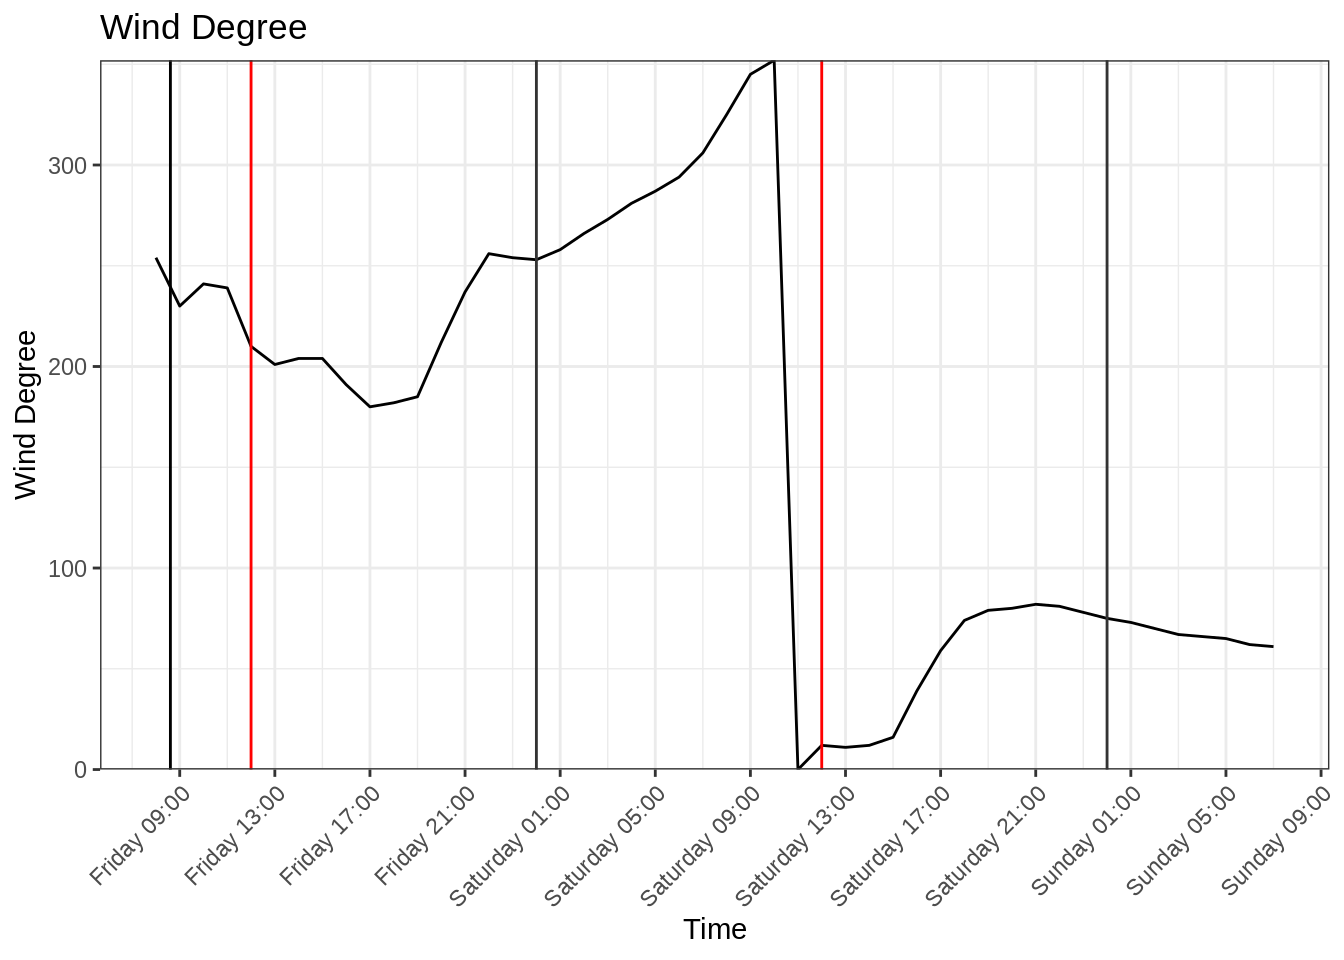 Wind Degree
Wind Degree
300
200
100
0
Friday 09:00
Friday 13:00
Friday 17:00
Friday 21:00
Saturday 01:00
Saturday 05:00
Saturday 09:00
Saturday 13:00
Saturday 17:00
Saturday 21:00
Sunday 01:00
Sunday 05:00
Sunday 09:00
Time